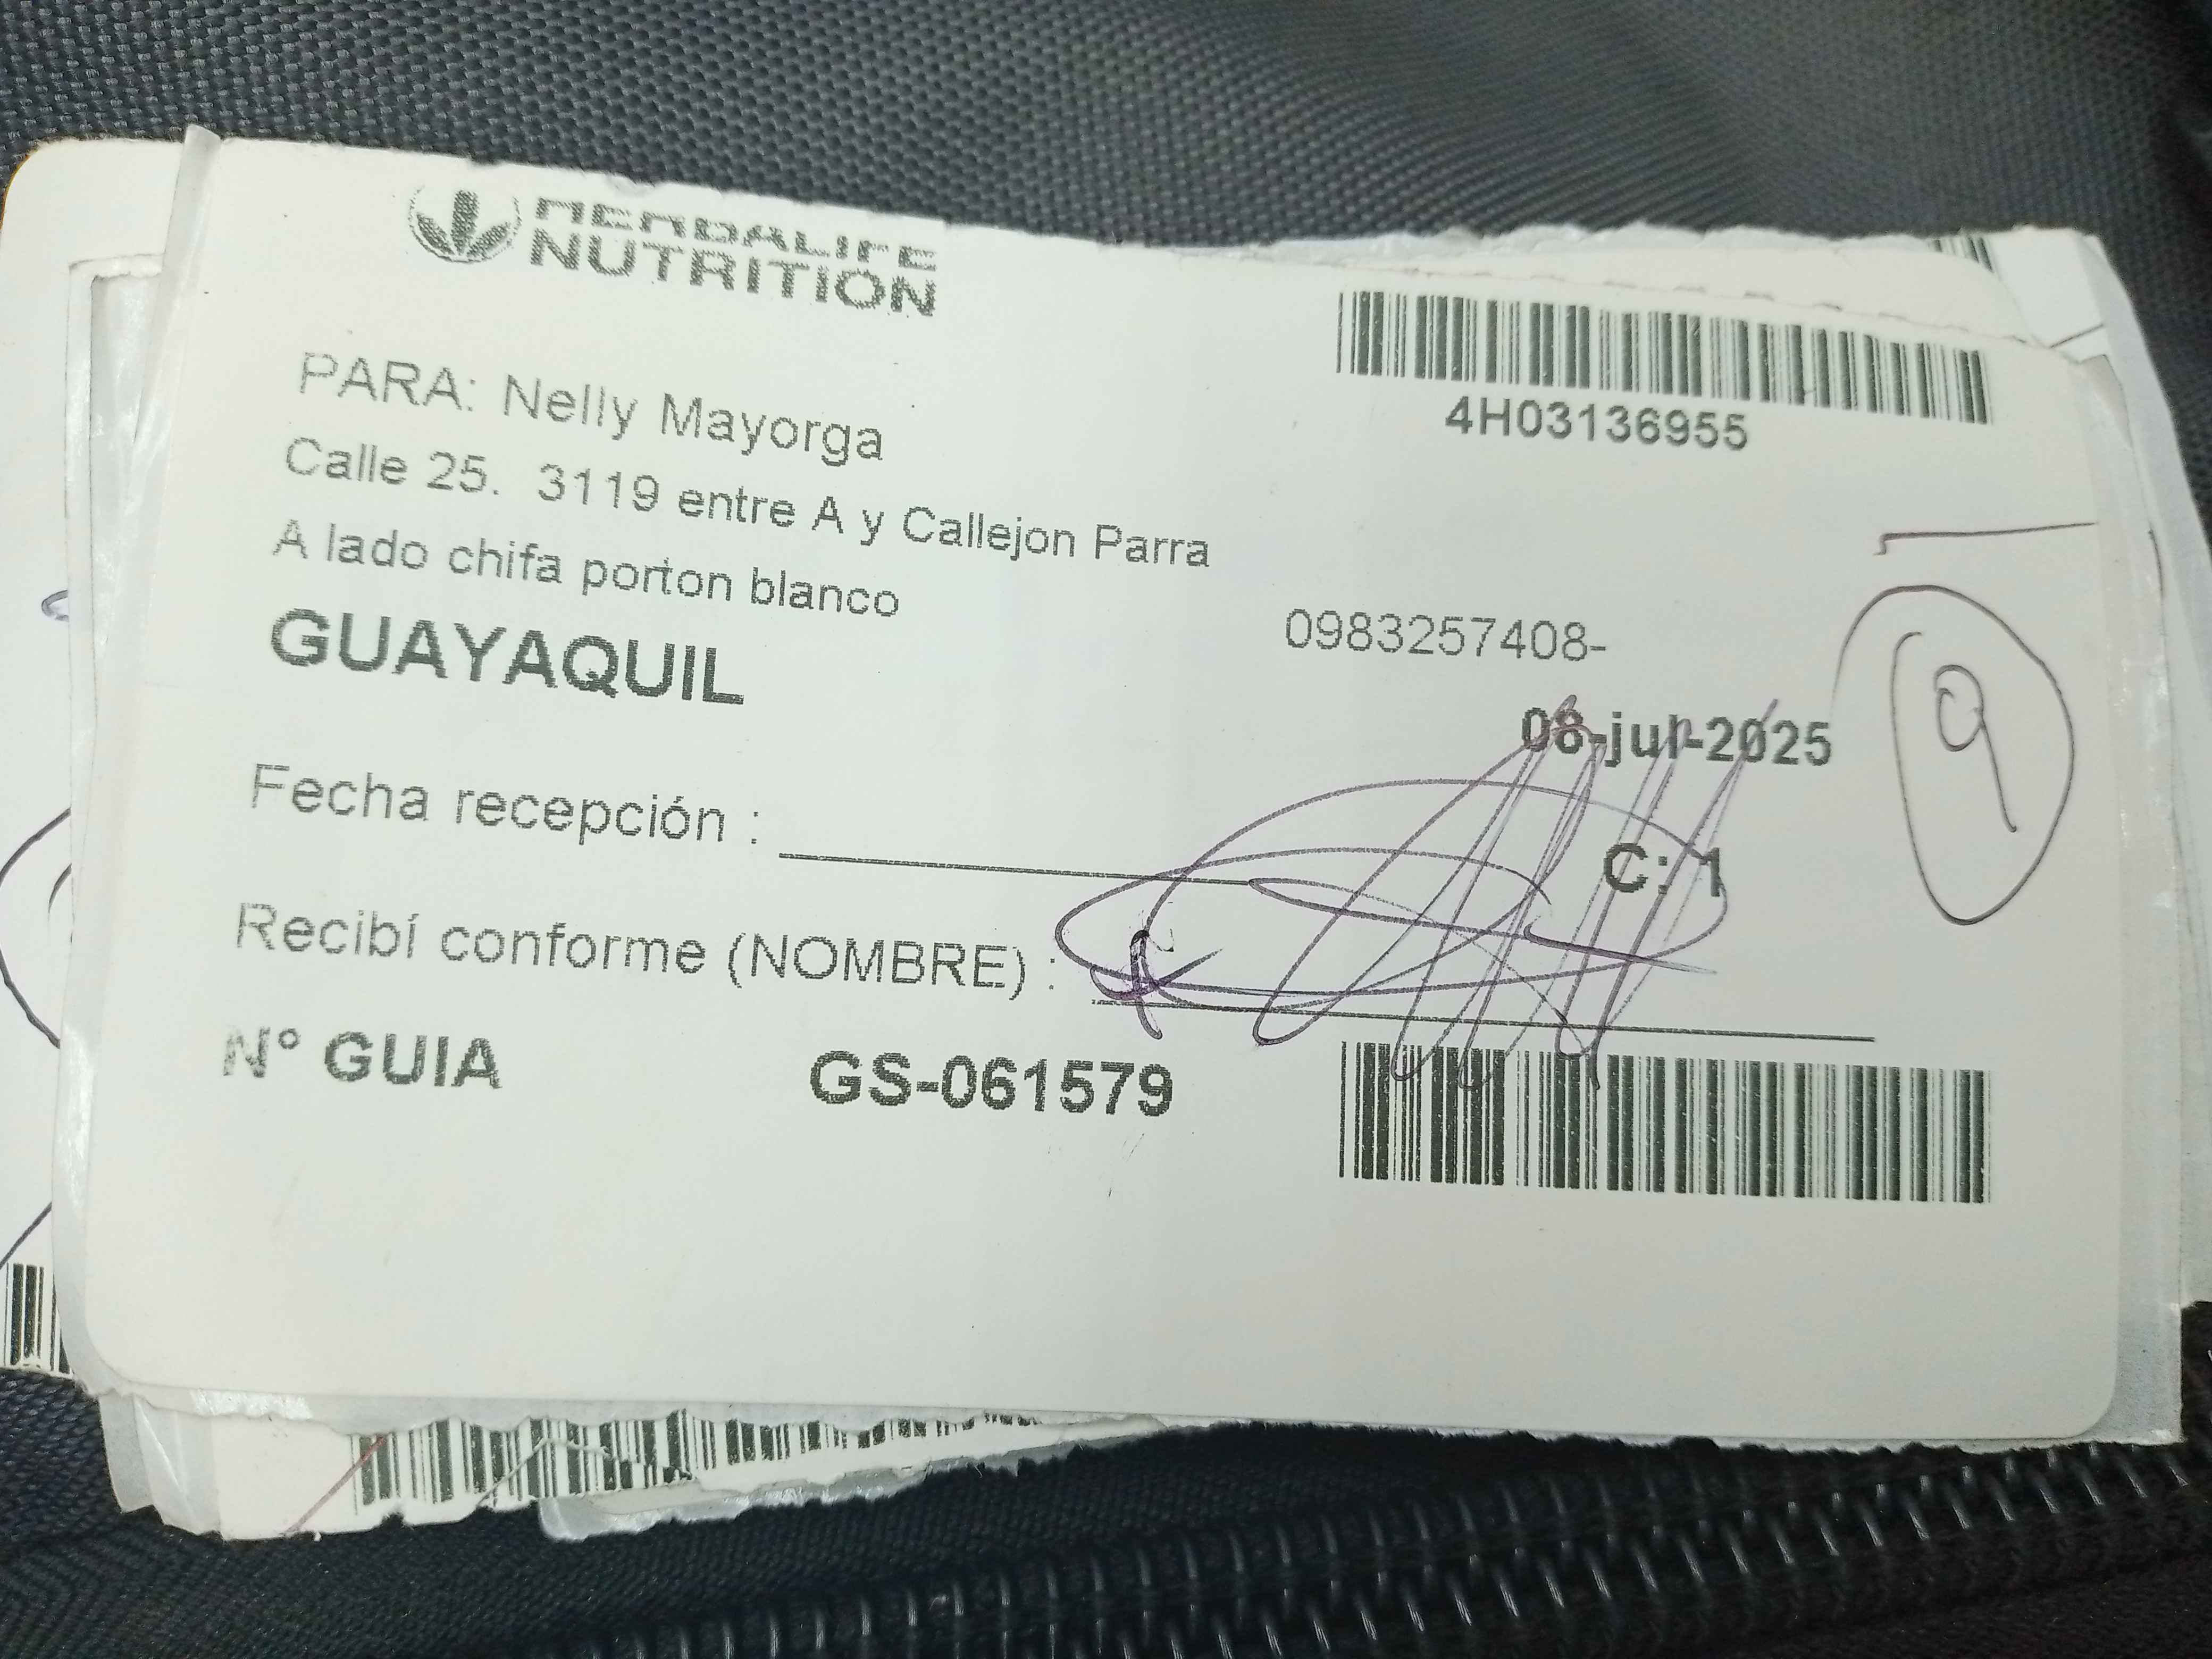 HERBALIFE
NUTRITION
4H03136955
PARA: Nelly Mayorga
Calle 25.  3119 entre A y Callejon Parra
A lado chifa porton blanco
0983257408-
GUAYAQUIL
08-jul-2025
9
Fecha recepción :
C: 1
Recibí conforme (NOMBRE) :
N° GUIA GS-061579